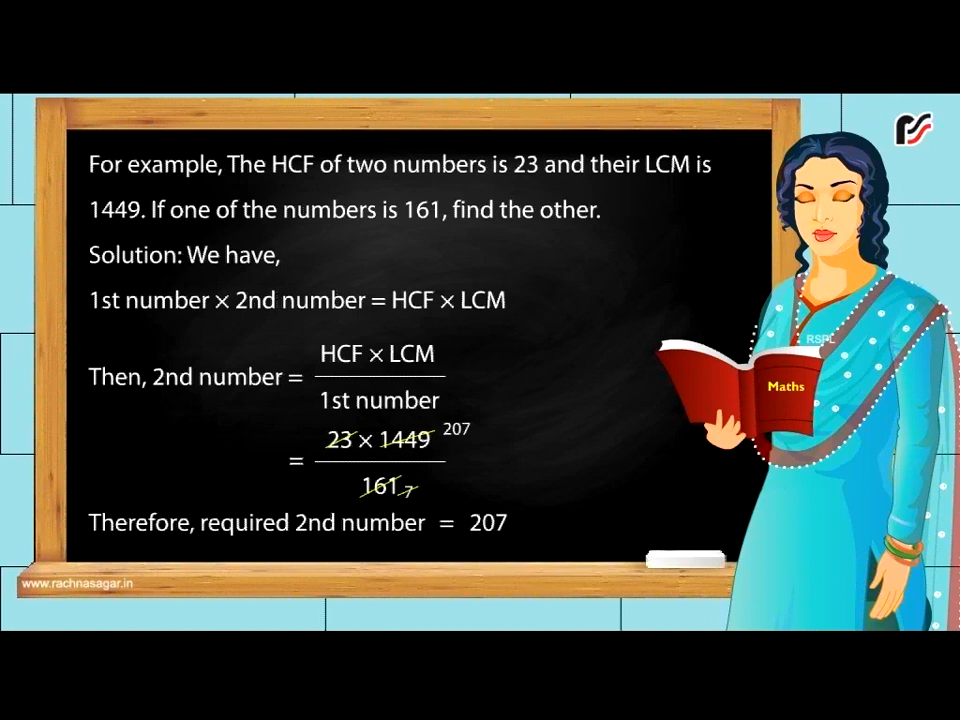 For example, The HCF of two numbers is 23 and their LCM is
1449. If one of the numbers is 161, find the other.
Solution: We have,
1st number × 2nd number = HCF × LCM
Then, 2nd number = HCF × LCM
1st number
= 23 × 1449 207
161 7
Therefore, required 2nd number = 207
RSPL
Maths
www.rachnasagar.in